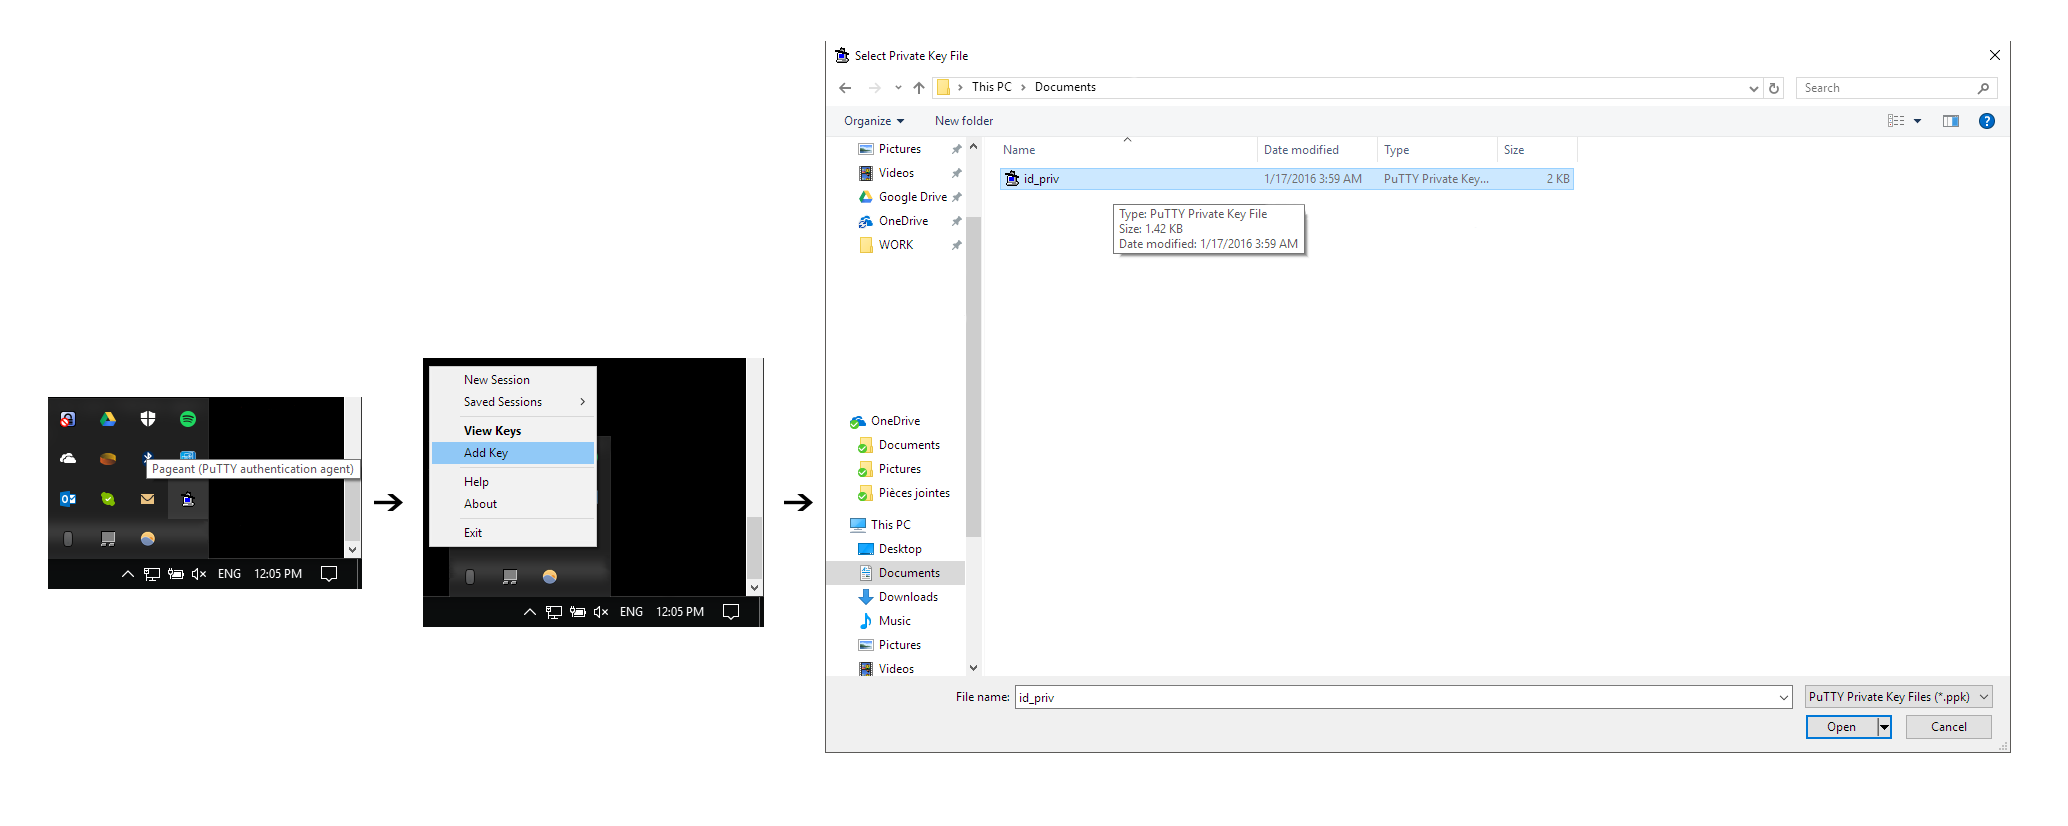 Pageant (PuTTY authentication agent)
ENG 12:05 PM
New Session
Saved Sessions
View Keys
Add Key
Help
About
Exit
ENG 12:05 PM
Select Private Key File
This PC > Documents
Search
Organize
New folder
Pictures
Videos
Google Drive
OneDrive
WORK
OneDrive
Documents
Pictures
Pièces jointes
This PC
Desktop
Documents
Downloads
Music
Pictures
Videos
Name Date modified Type Size
id_priv 1/17/2016 3:59 AM PuTTY Private Key... 2 KB
Type: PuTTY Private Key File
Size: 1.42 KB
Date modified: 1/17/2016 3:59 AM
File name: id_priv PuTTY Private Key Files (*.ppk)
Open Cancel